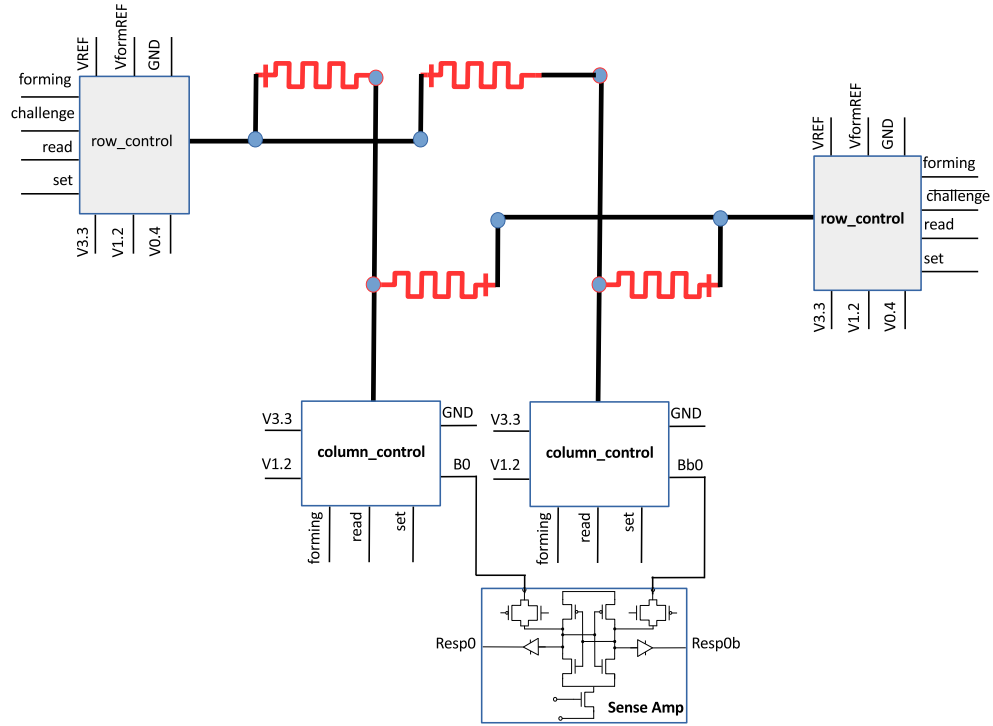 VREF
VformREF
GND
forming
challenge
read
set
row_control
V3.3
V1.2
V0.4
VREF
VformREF
GND
forming
challenge
read
set
row_control
V3.3
V1.2
V0.4
V3.3
GND
column_control
V1.2
B0
forming
read
set
V3.3
GND
column_control
V1.2
Bb0
forming
read
set
Resp0
Resp0b
Sense Amp